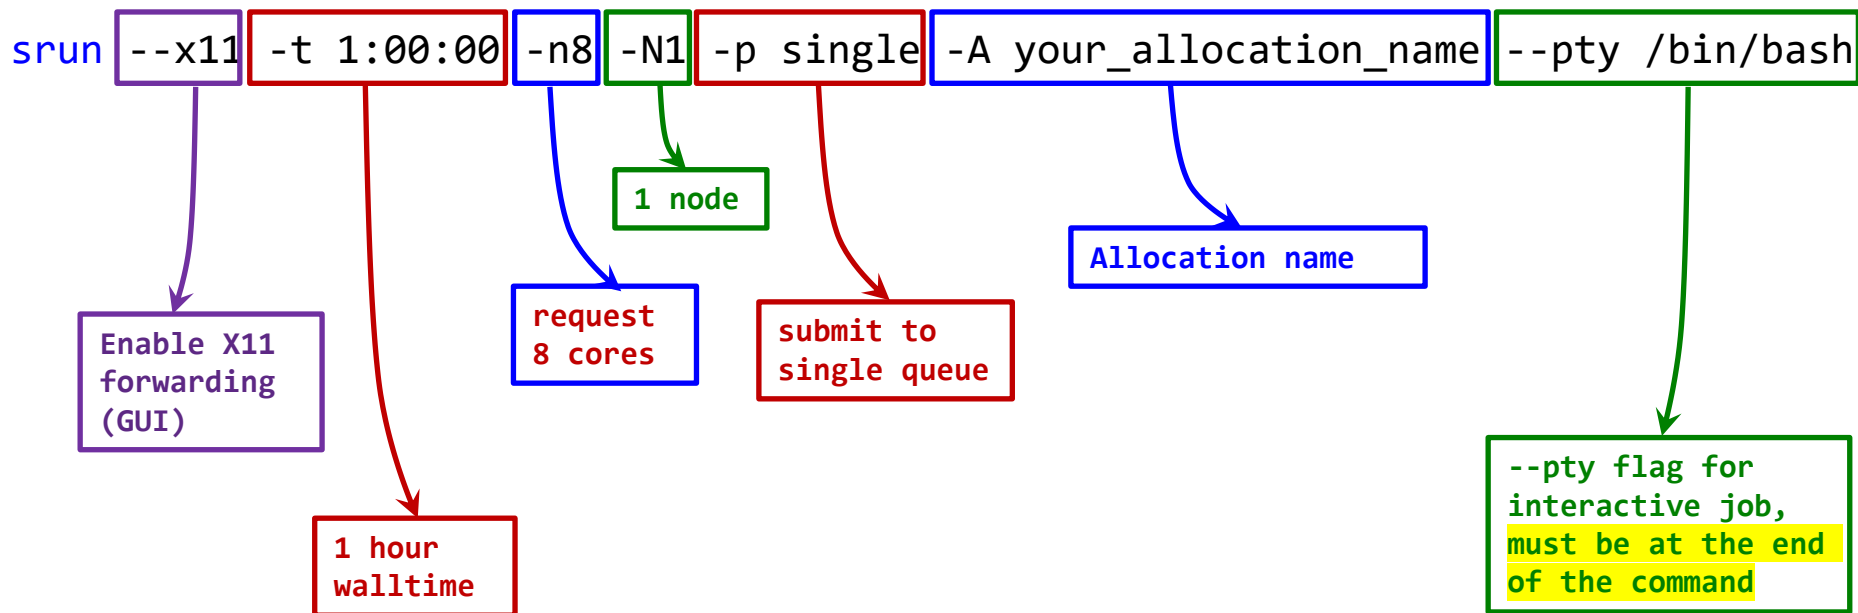 srun --x11 -t 1:00:00 -n8 -N1 -p single -A your_allocation_name --pty /bin/bash
1 node
Allocation name
request
8 cores
submit to
single queue
Enable X11
forwarding
(GUI)
--pty flag for
interactive job,
must be at the end
of the command
1 hour
walltime